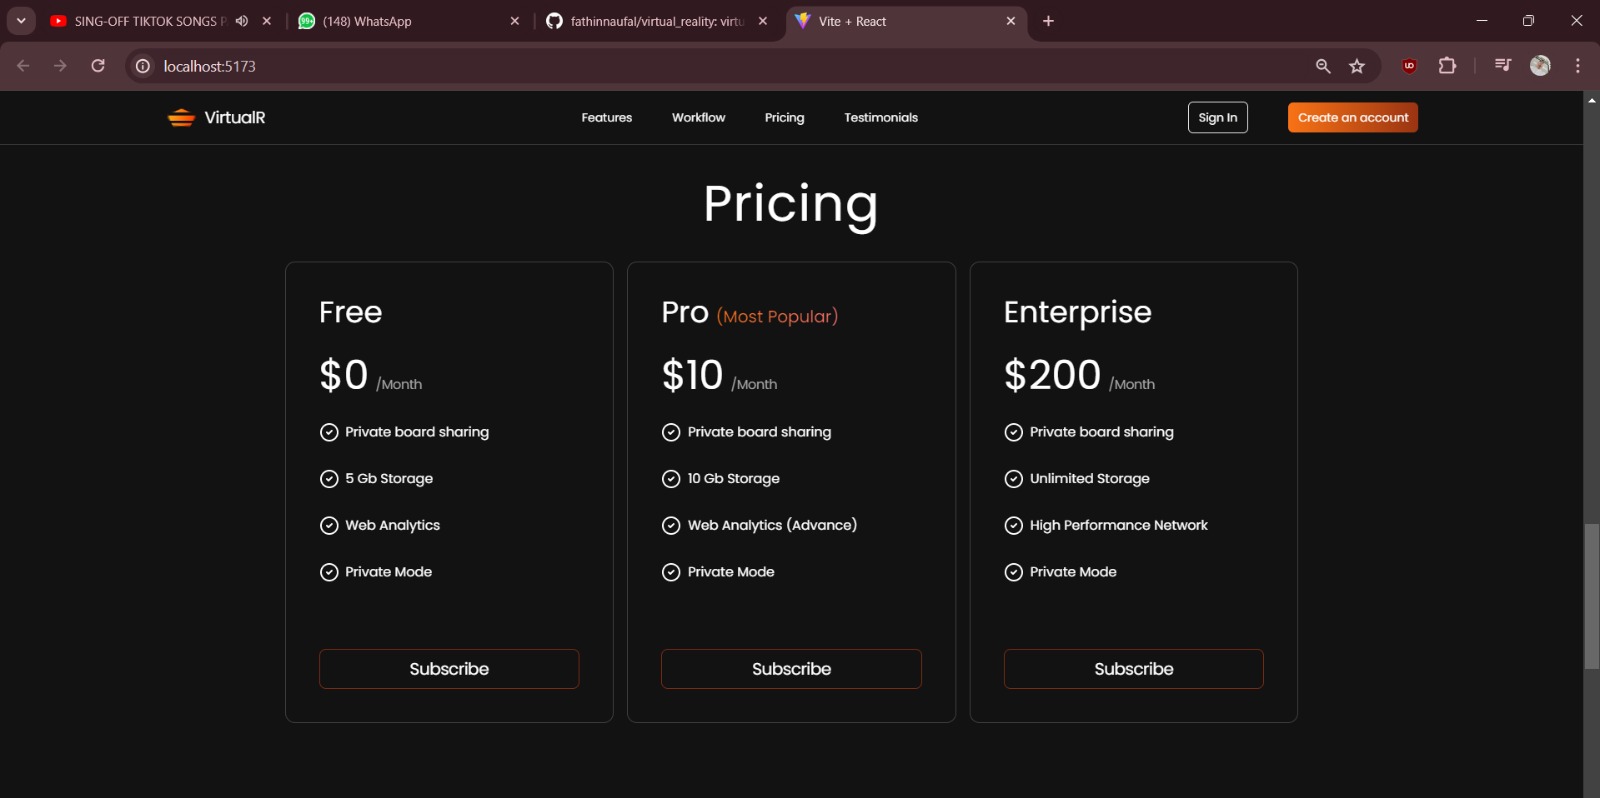 SING-OFF TIKTOK SONGS
99+
(148) WhatsApp
fathinnaufal/virtual_reality: virtu
Vite + React
localhost:5173
VirtualR
Features
Workflow
Pricing
Testimonials
Sign In
Create an account
Pricing
Free
$0 /Month
Private board sharing
5 Gb Storage
Web Analytics
Private Mode
Subscribe
Pro (Most Popular)
$10 /Month
Private board sharing
10 Gb Storage
Web Analytics (Advance)
Private Mode
Subscribe
Enterprise
$200 /Month
Private board sharing
Unlimited Storage
High Performance Network
Private Mode
Subscribe